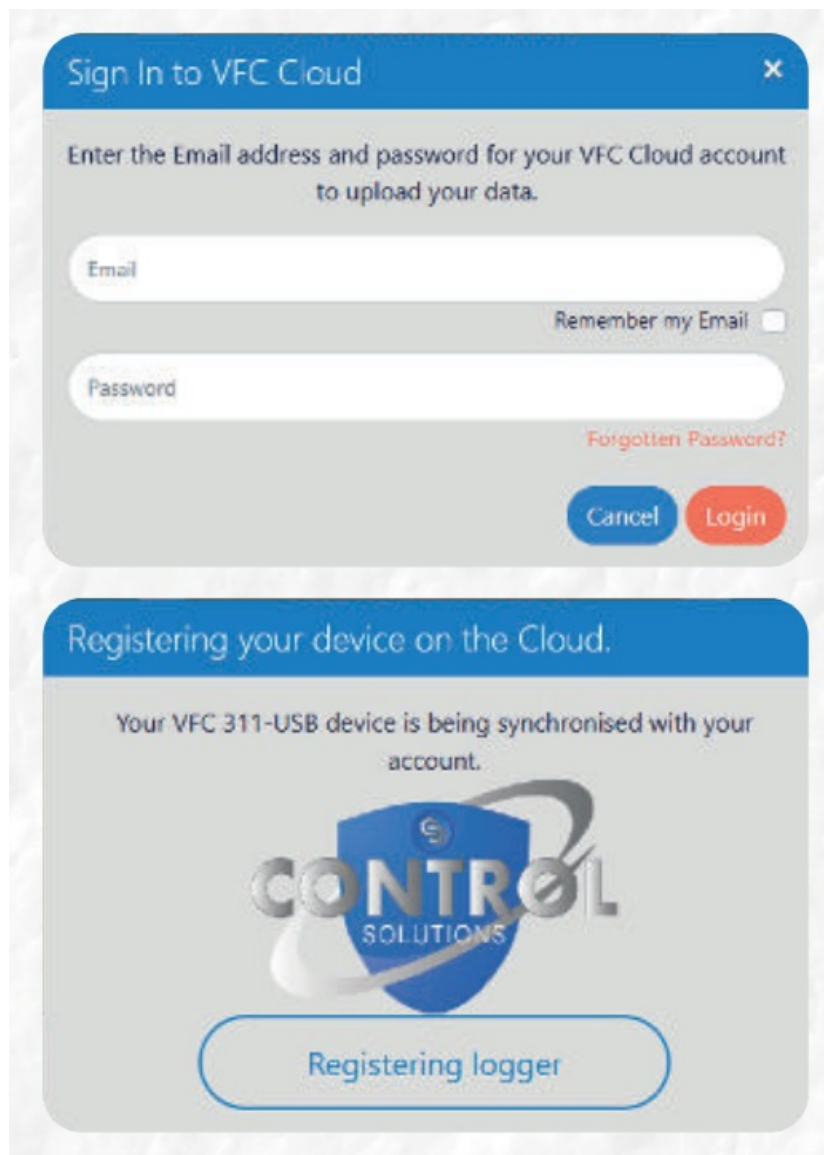 Sign In to VFC Cloud
×
Enter the Email address and password for your VFC Cloud account
to upload your data.
Email
Remember my Email
Password
Forgotten Password?
Cancel
Login
Registering your device on the Cloud.
Your VFC 311-USB device is being synchronised with your
account.
CONTROL
SOLUTIONS
Registering logger